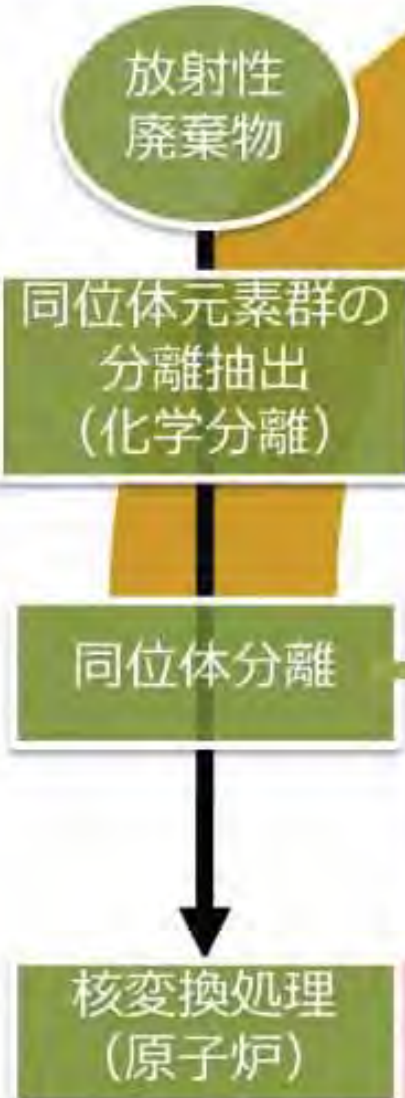 放射性
廃棄物
同位体元素群の
分離抽出
（化学分離）
同位体分離
核変換処理
（原子炉）